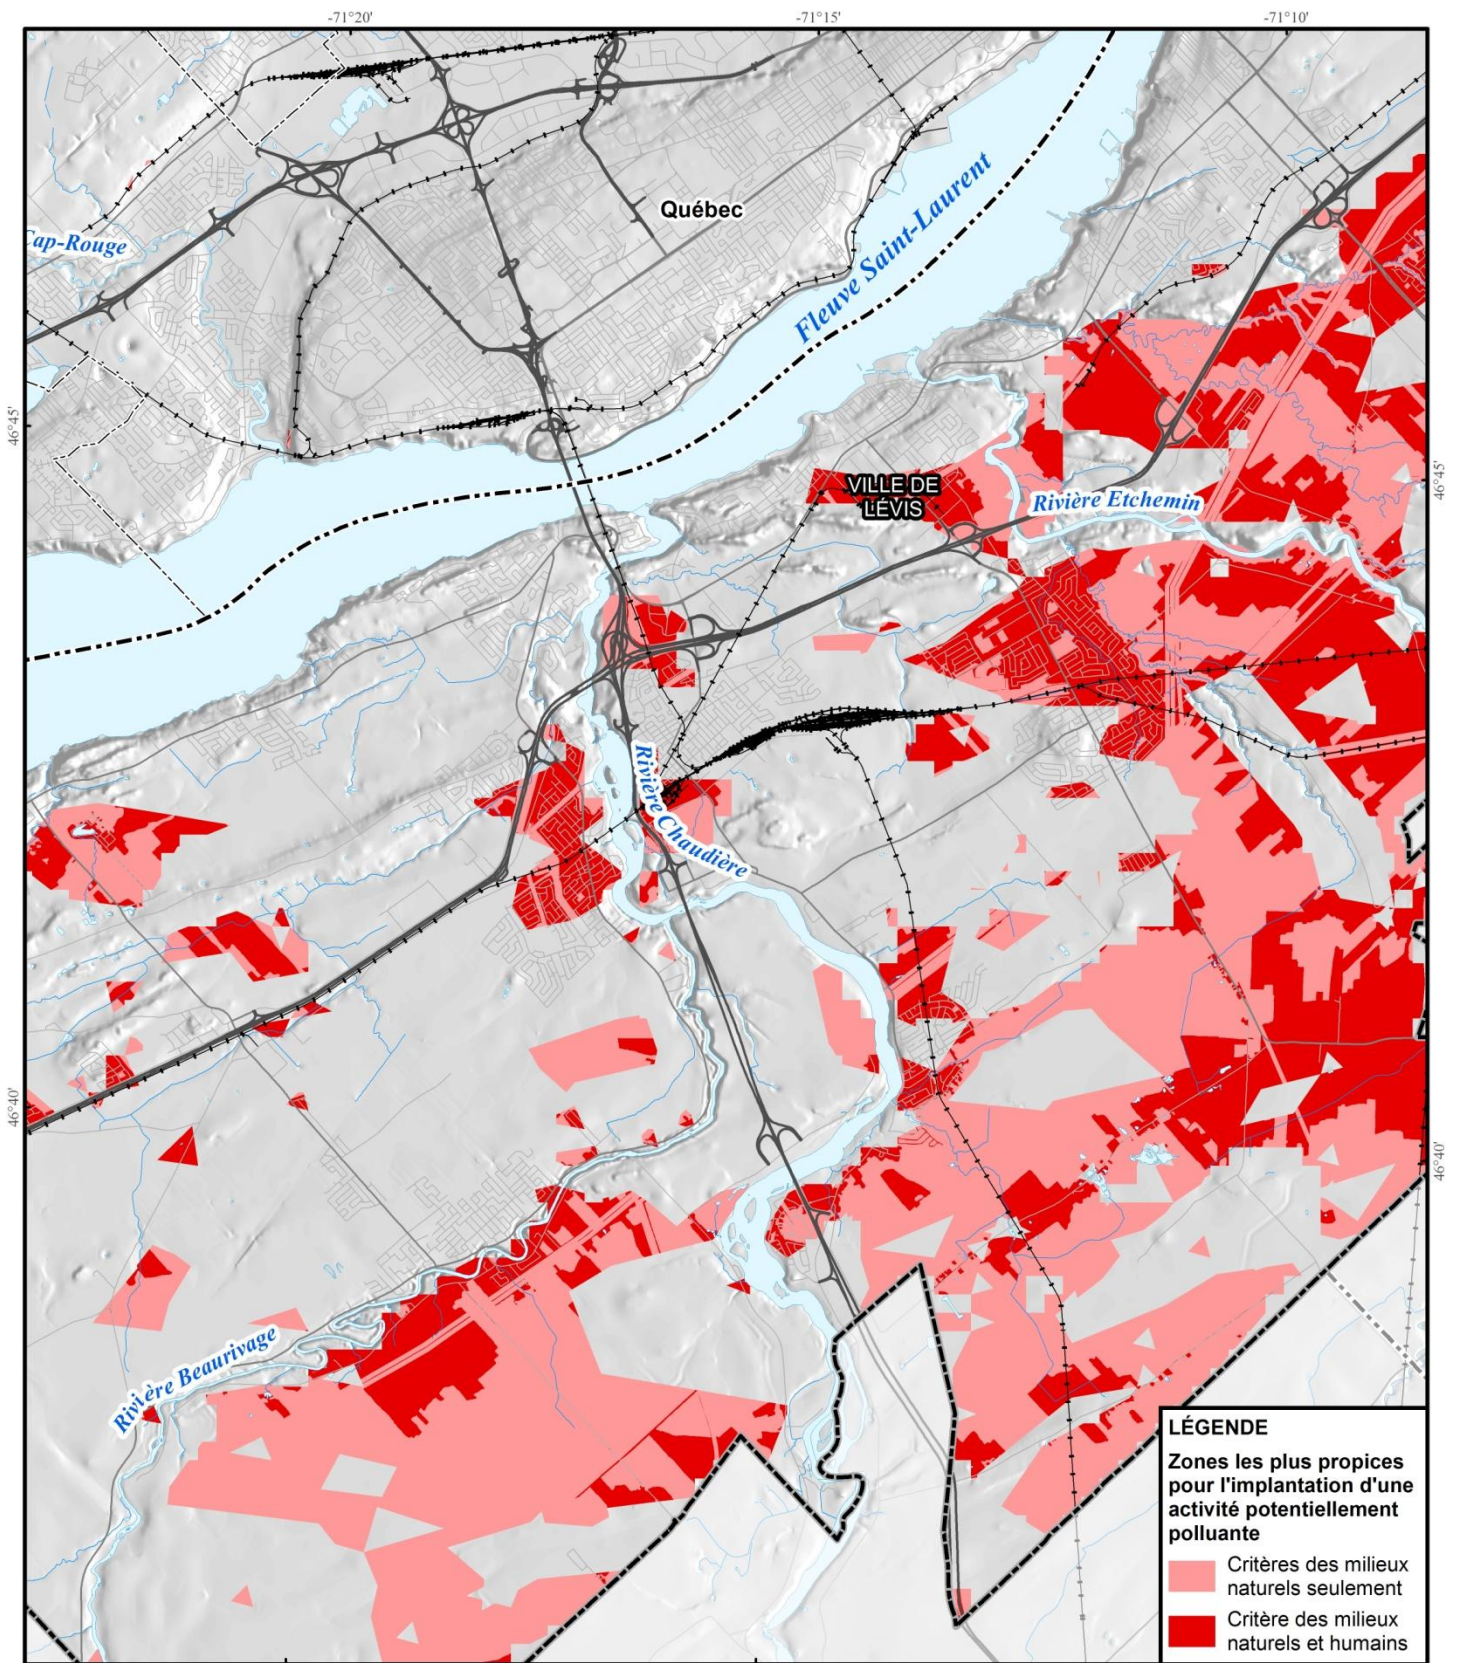 -71°20'
-71°15'
-71°10'
Québec
Cap-Rouge
Fleuve Saint-Laurent
46°45'
46°45'
VILLE DE
LÉVIS
Rivière Etchemin
Rivière Chaudière
46°40'
46°40'
Rivière Beaurivage
LÉGENDE
Zones les plus propices
pour l'implantation d'une
activité potentiellement
polluante
Critères des milieux
naturels seulement
Critère des milieux
naturels et humains